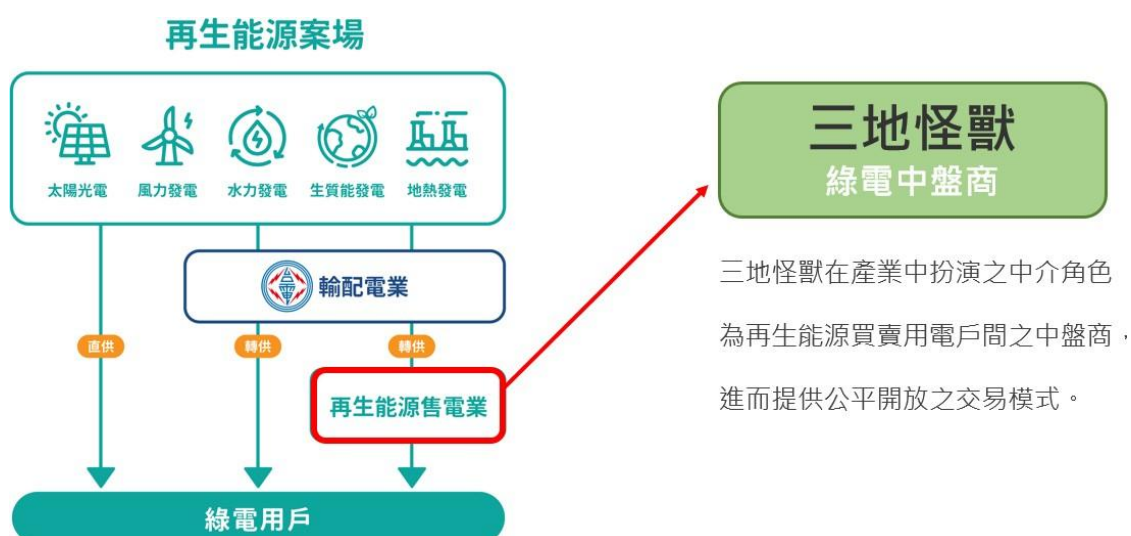 再生能源案場
太陽光電
風力發電
水力發電
生質能發電
地熱發電
台電
輸配電業
直供
轉供
轉供
再生能源售電業
綠電用戶
三地怪獸
綠電中盤商
三地怪獸在產業中扮演之中介角色
為再生能源買賣用電戶間之中盤商，
進而提供公平開放之交易模式。